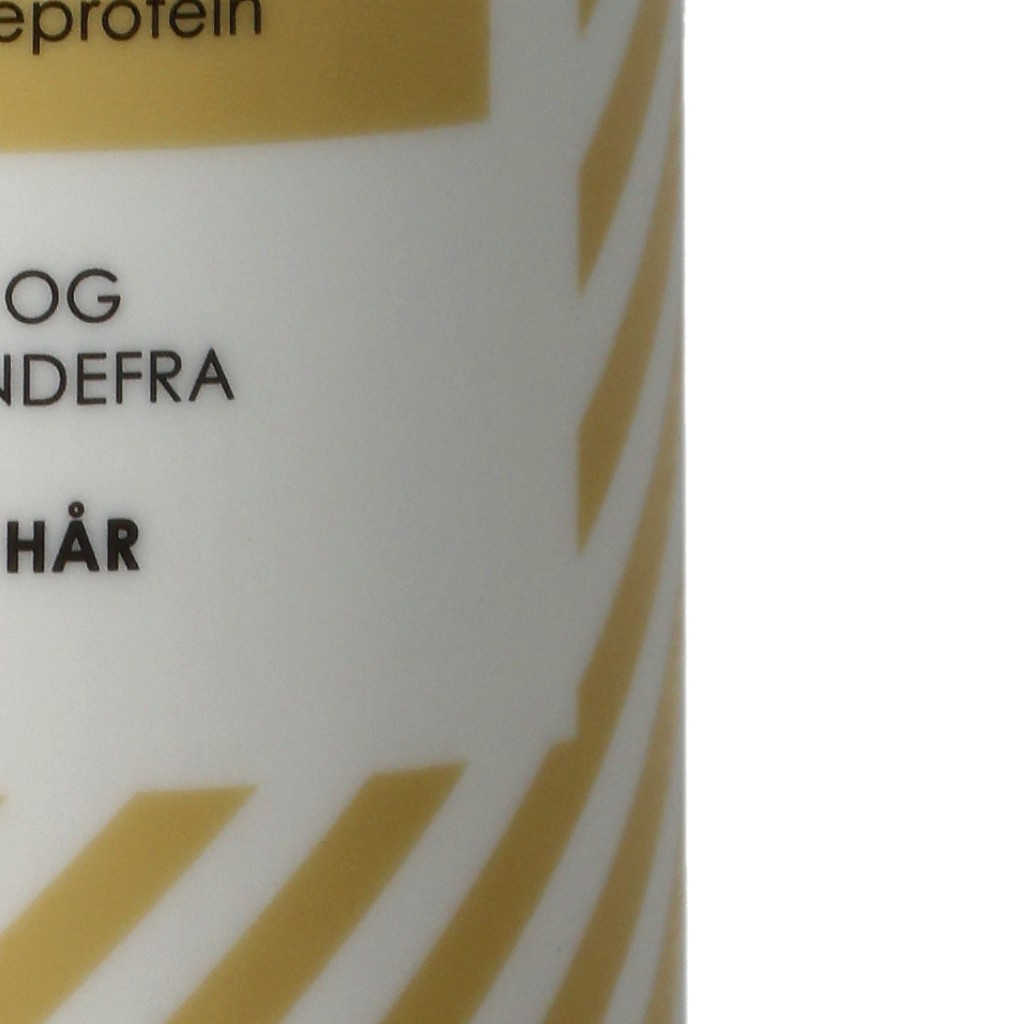 eprotein
OG
NDEFRA
HÅR